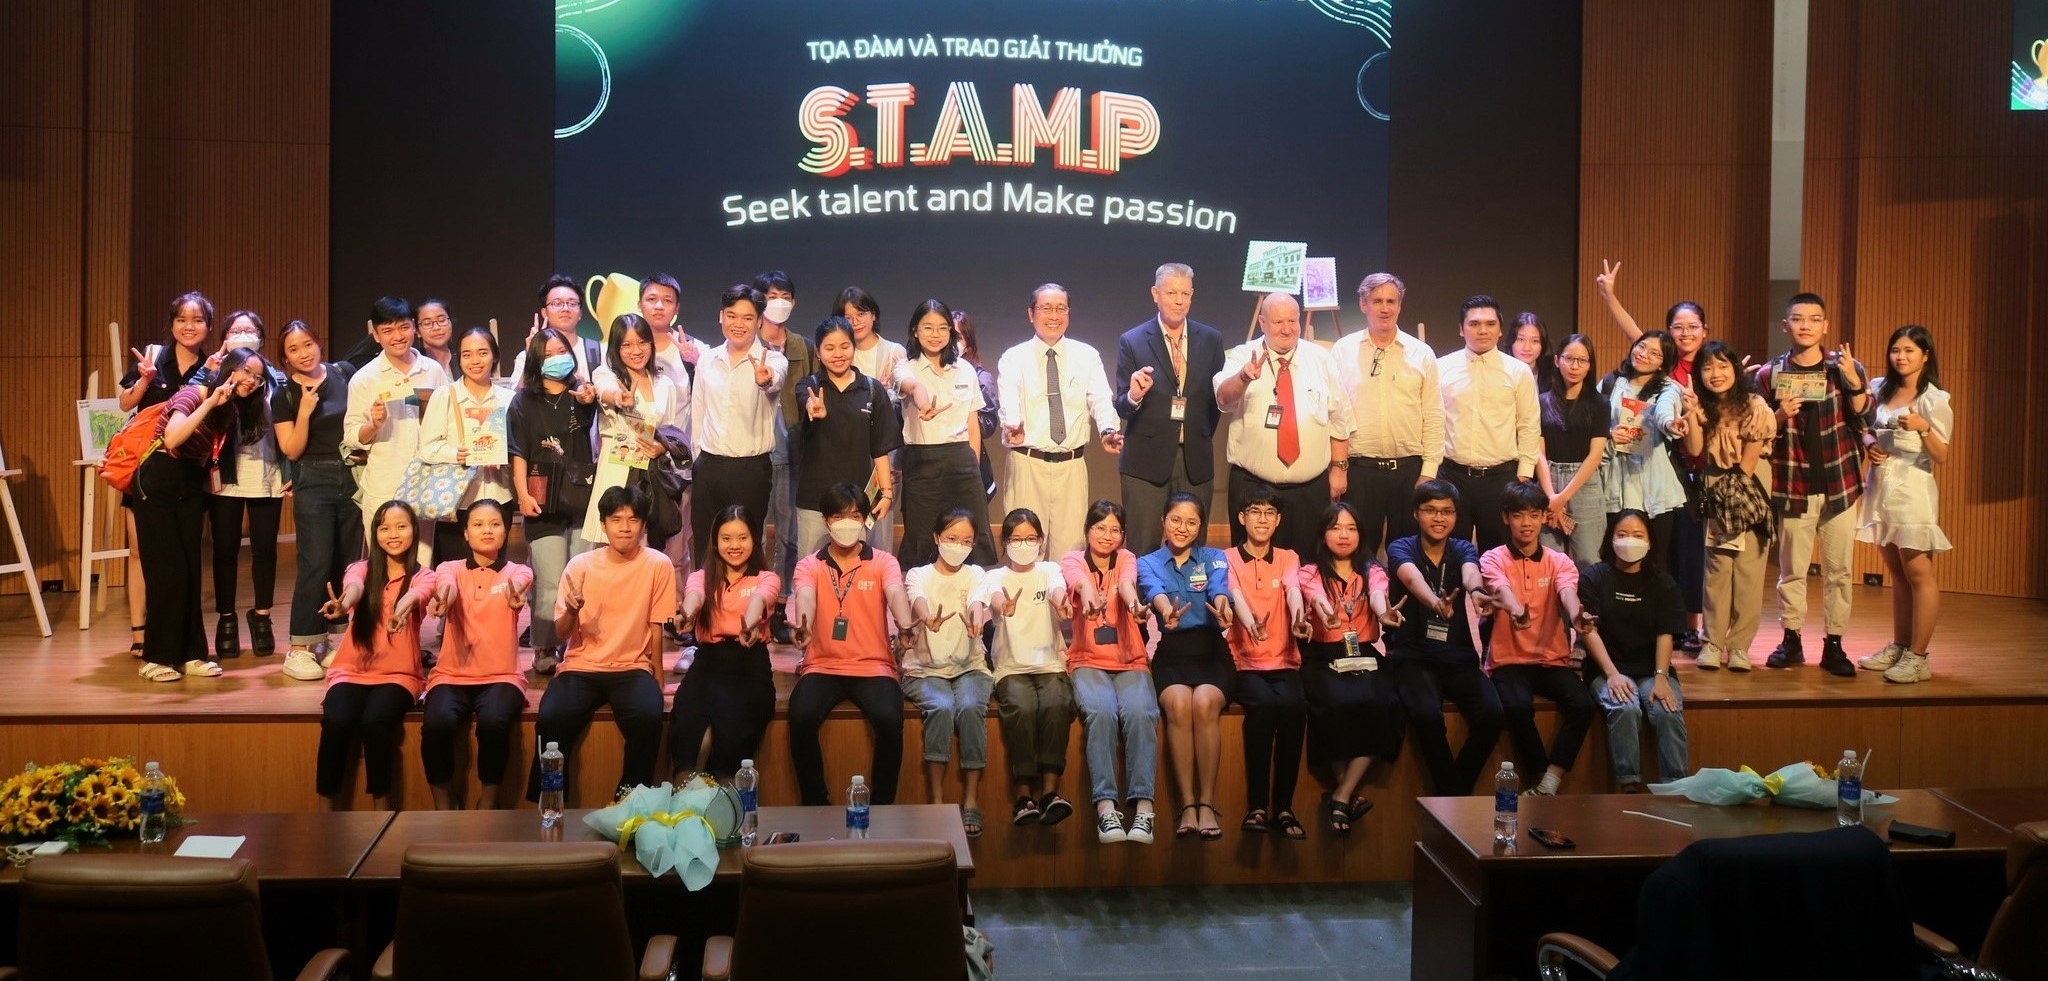 TỌA ĐÀM VÀ TRAO GIẢI THƯỞNG
S.T.A.M.P
Seek talent and Make passion